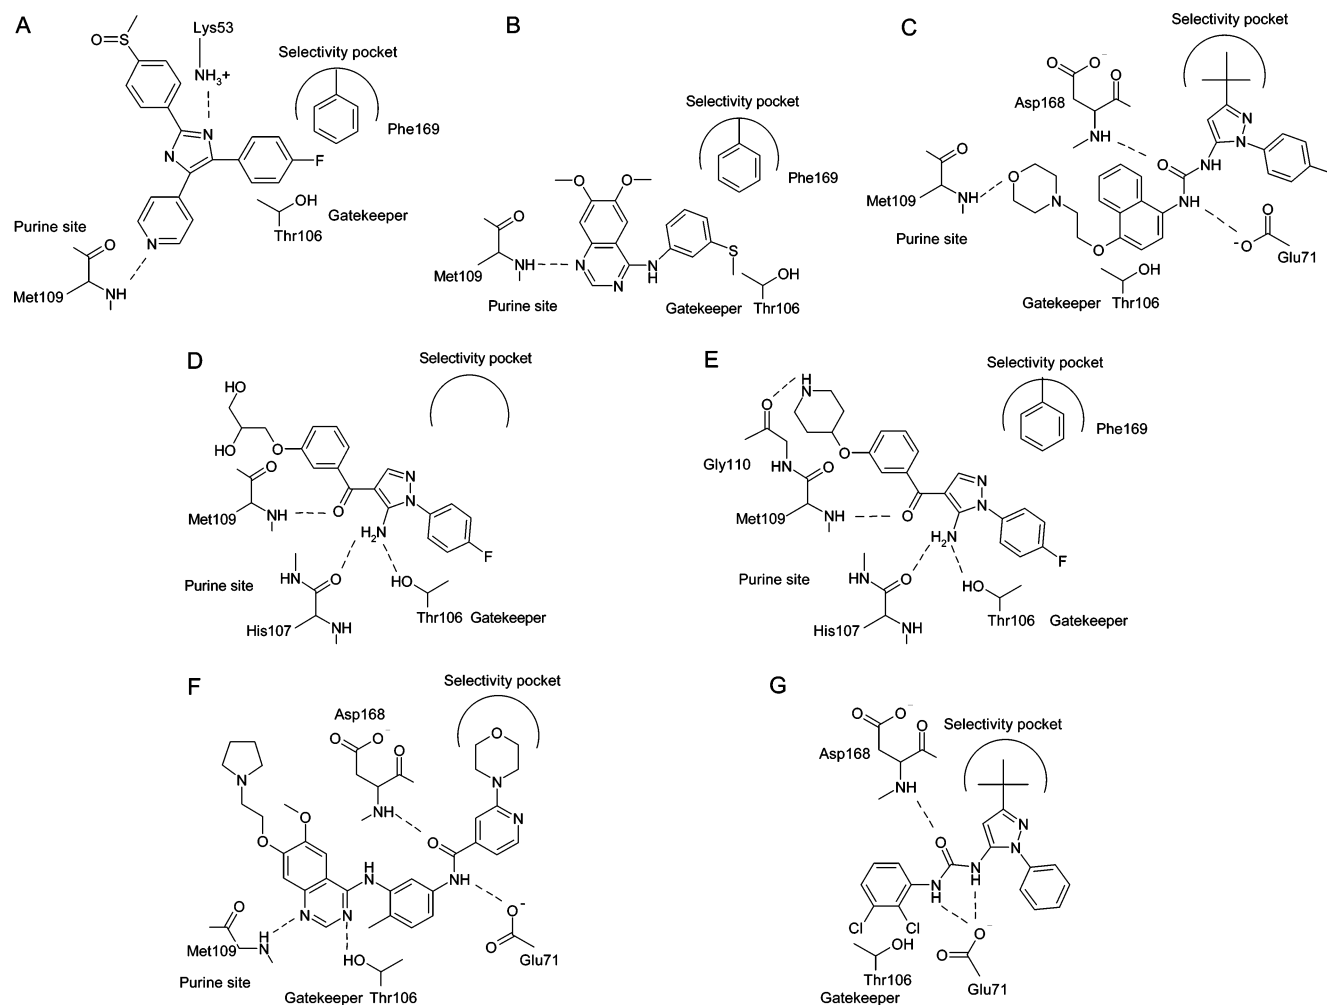 A
Lys53
NH3+
Selectivity pocket
Phe169
O
S
N
N
F
OH
Gatekeeper
Thr106
Purine site
N
O
Met109
NH
B
Selectivity pocket
Phe169
O
O
O
Met109
NH
N
N
N
H
S
OH
Purine site
Gatekeeper Thr106
C
Selectivity pocket
O
O-
O
Asp168
NH
N
N
O
NH
O
Met109
NH
O
N
N
H
O
O
-O
Glu71
Purine site
OH
Gatekeeper Thr106
D
Selectivity pocket
HO
HO
O
O
N
N
Met109
NH
O
H2N
F
Purine site
HN
O
HO
Thr106 Gatekeeper
His107
NH
E
Selectivity pocket
H
N
O
Phe169
Gly110
O
HN
O
N
N
Met109
NH
O
H2N
F
Purine site
HN
O
HO
Thr106 Gatekeeper
His107
NH
F
Selectivity pocket
Asp168
O
O-
O
O
N
N
N
O
O
NH
O
H
N
N
H
O
Met109
H
N
N
N
O-
O
Glu71
Purine site
HO
Gatekeeper Thr106
G
Selectivity pocket
O
O-
O
Asp168
NH
N
N
O
N
H
N
H
Cl
Cl
OH
Thr106
Gatekeeper
O-
O
Glu71